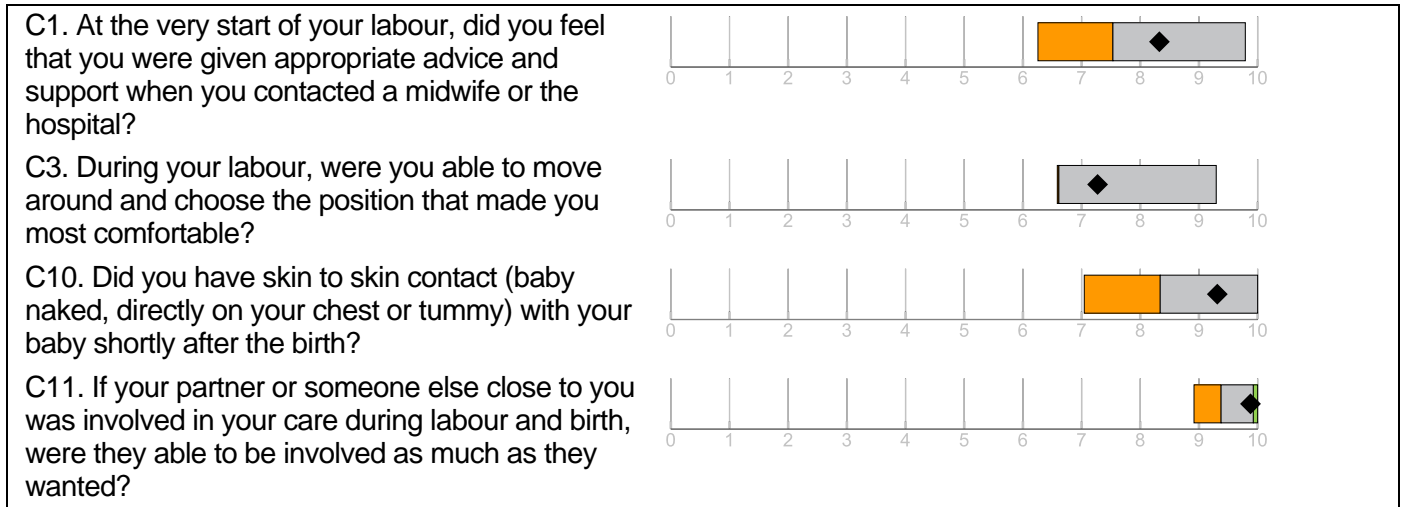 C1. At the very start of your labour, did you feel
that you were given appropriate advice and
support when you contacted a midwife or the
hospital?
0 1 2 3 4 5 6 7 8 9 10
C3. During your labour, were you able to move
around and choose the position that made you
most comfortable?
0 1 2 3 4 5 6 7 8 9 10
C10. Did you have skin to skin contact (baby
naked, directly on your chest or tummy) with your
baby shortly after the birth?
0 1 2 3 4 5 6 7 8 9 10
C11. If your partner or someone else close to you
was involved in your care during labour and birth,
were they able to be involved as much as they
wanted?
0 1 2 3 4 5 6 7 8 9 10